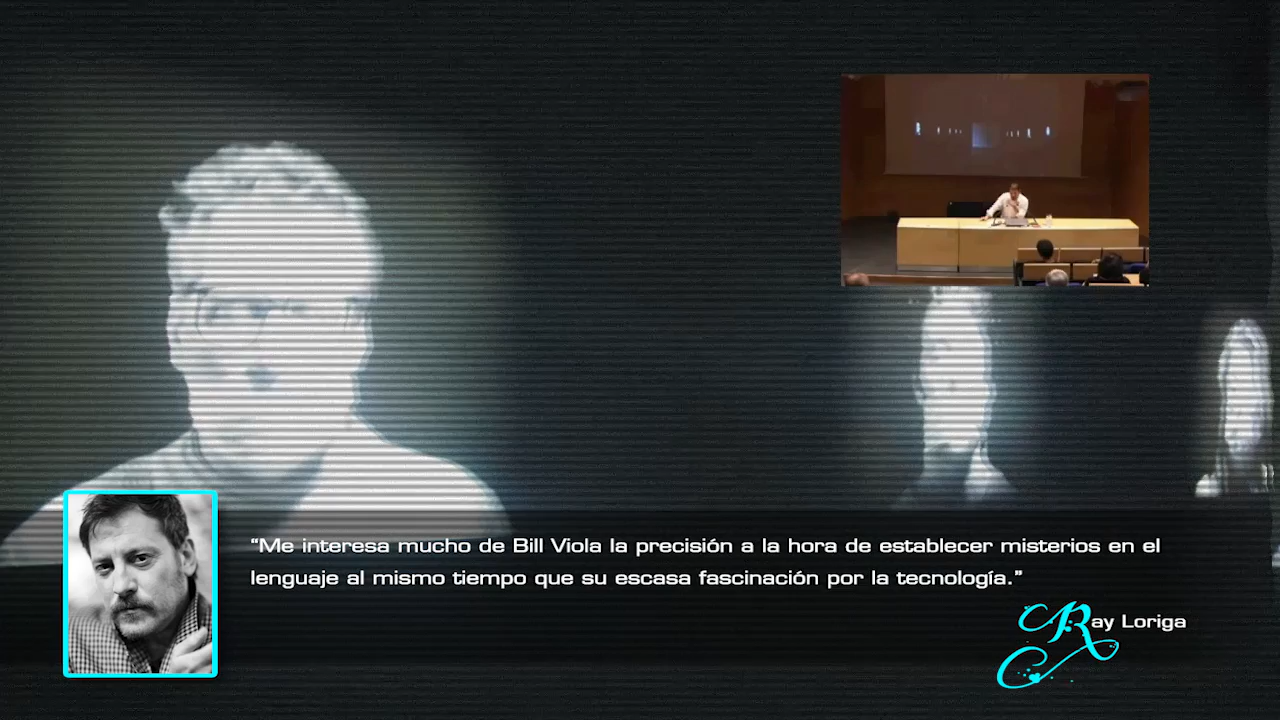 “Me interesa mucho de Bill Viola la precisión a la hora de establecer misterios en el
lenguaje al mismo tiempo que su escasa fascinación por la tecnología.”
Ray Loriga